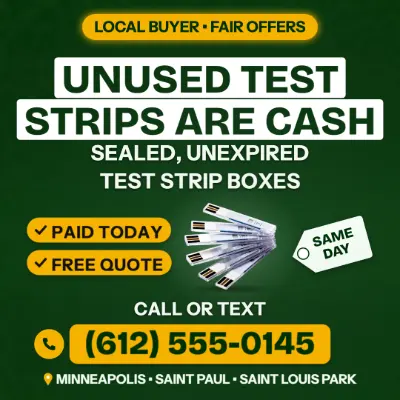 LOCAL BUYER • FAIR OFFERS
UNUSED TEST
STRIPS ARE CASH
SEALED, UNEXPIRED
TEST STRIP BOXES
PAID TODAY
FREE QUOTE
SAME
DAY
CALL OR TEXT
(612) 555-0145
MINNEAPOLIS • SAINT PAUL • SAINT LOUIS PARK